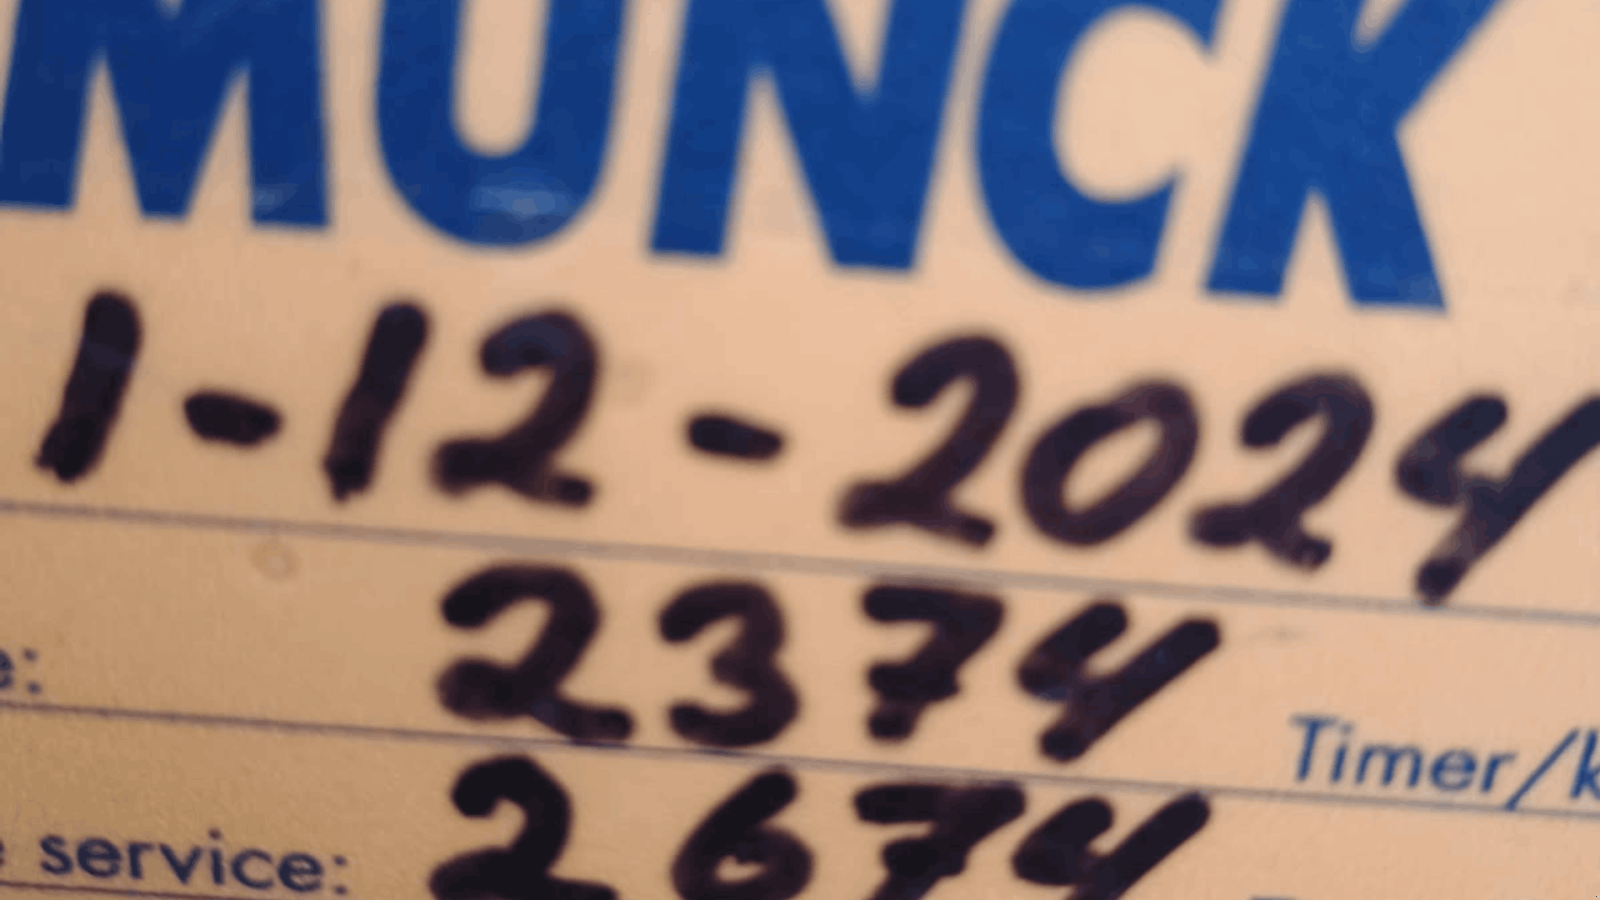 MUNCK
1-12-2024
e: 2374 Timer/k
e service: 2674